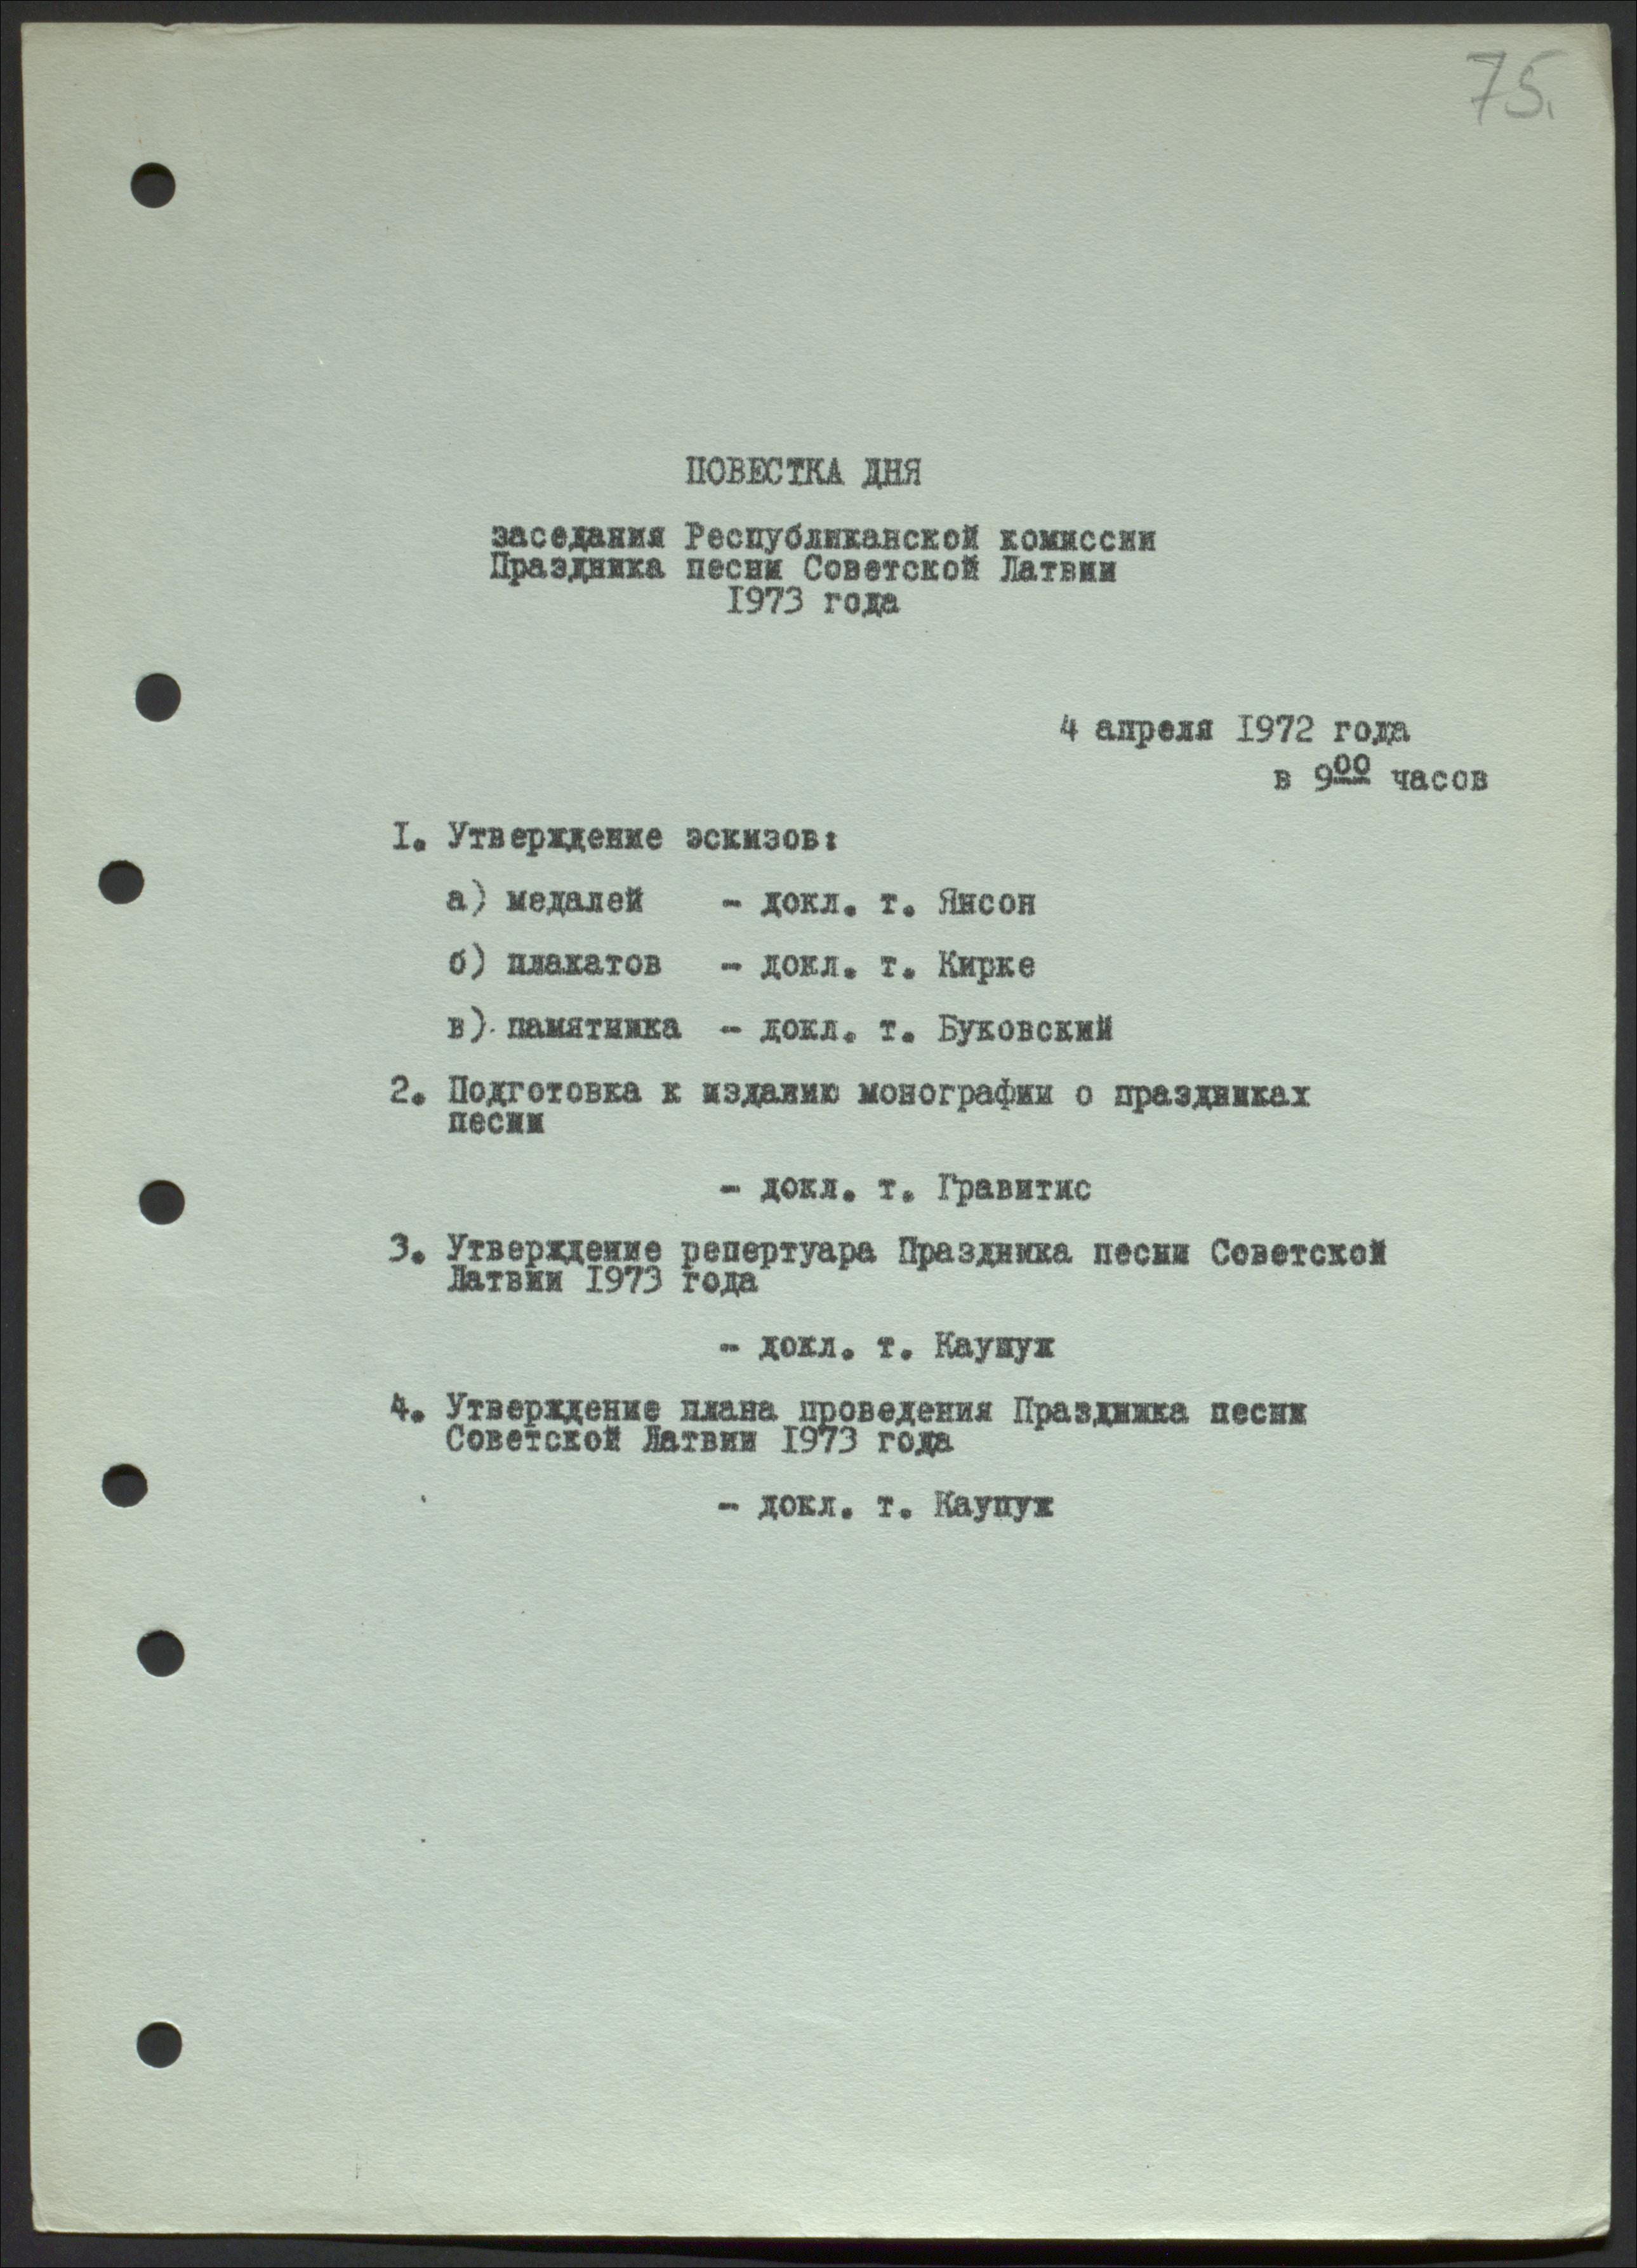 75.
ПОВЕСТКА ДНЯ
заседания Республиканской комиссии
Праздника песни Советской Латвии
1973 года
4 апреля 1972 года
в 9⁰⁰ часов
1. Утверждение эскизов:
а) медалей - докл. т. Янсон
б) плакатов - докл. т. Кирке
в) памятника - докл. т. Буковский
2. Подготовка к изданию монографии о праздниках
песни
- докл. т. Гравитис
3. Утверждение репертуара Праздника песни Советской
Латвии 1973 года
- докл. т. Каупуж
4. Утверждение плана проведения Праздника песни
Советской Латвии 1973 года
- докл. т. Каупуж